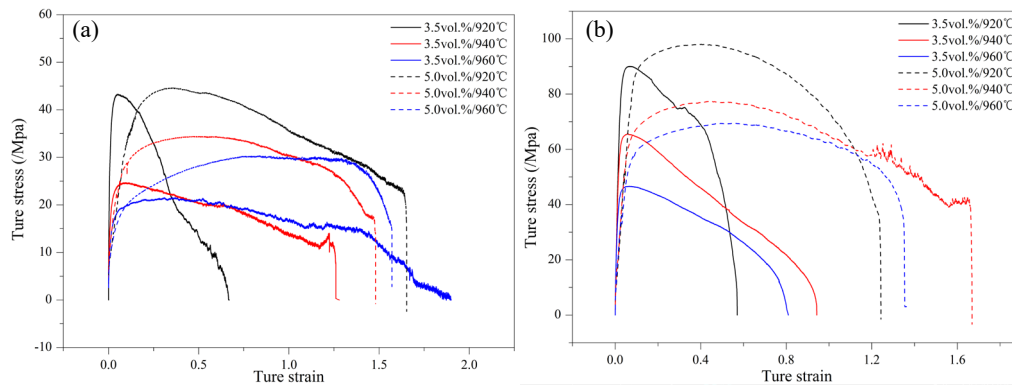 (a)
3.5vol.%/920℃
3.5vol.%/940℃
3.5vol.%/960℃
5.0vol.%/920℃
5.0vol.%/940℃
5.0vol.%/960℃
Ture stress (/Mpa)
60
50
40
30
20
10
0
-10
0.0
0.5
1.0
1.5
2.0
Ture strain
(b)
3.5vol.%/920℃
3.5vol.%/940℃
3.5vol.%/960℃
5.0vol.%/920℃
5.0vol.%/940℃
5.0vol.%/960℃
Ture stress (/Mpa)
100
80
60
40
20
0
0.0
0.4
0.8
1.2
1.6
Ture strain